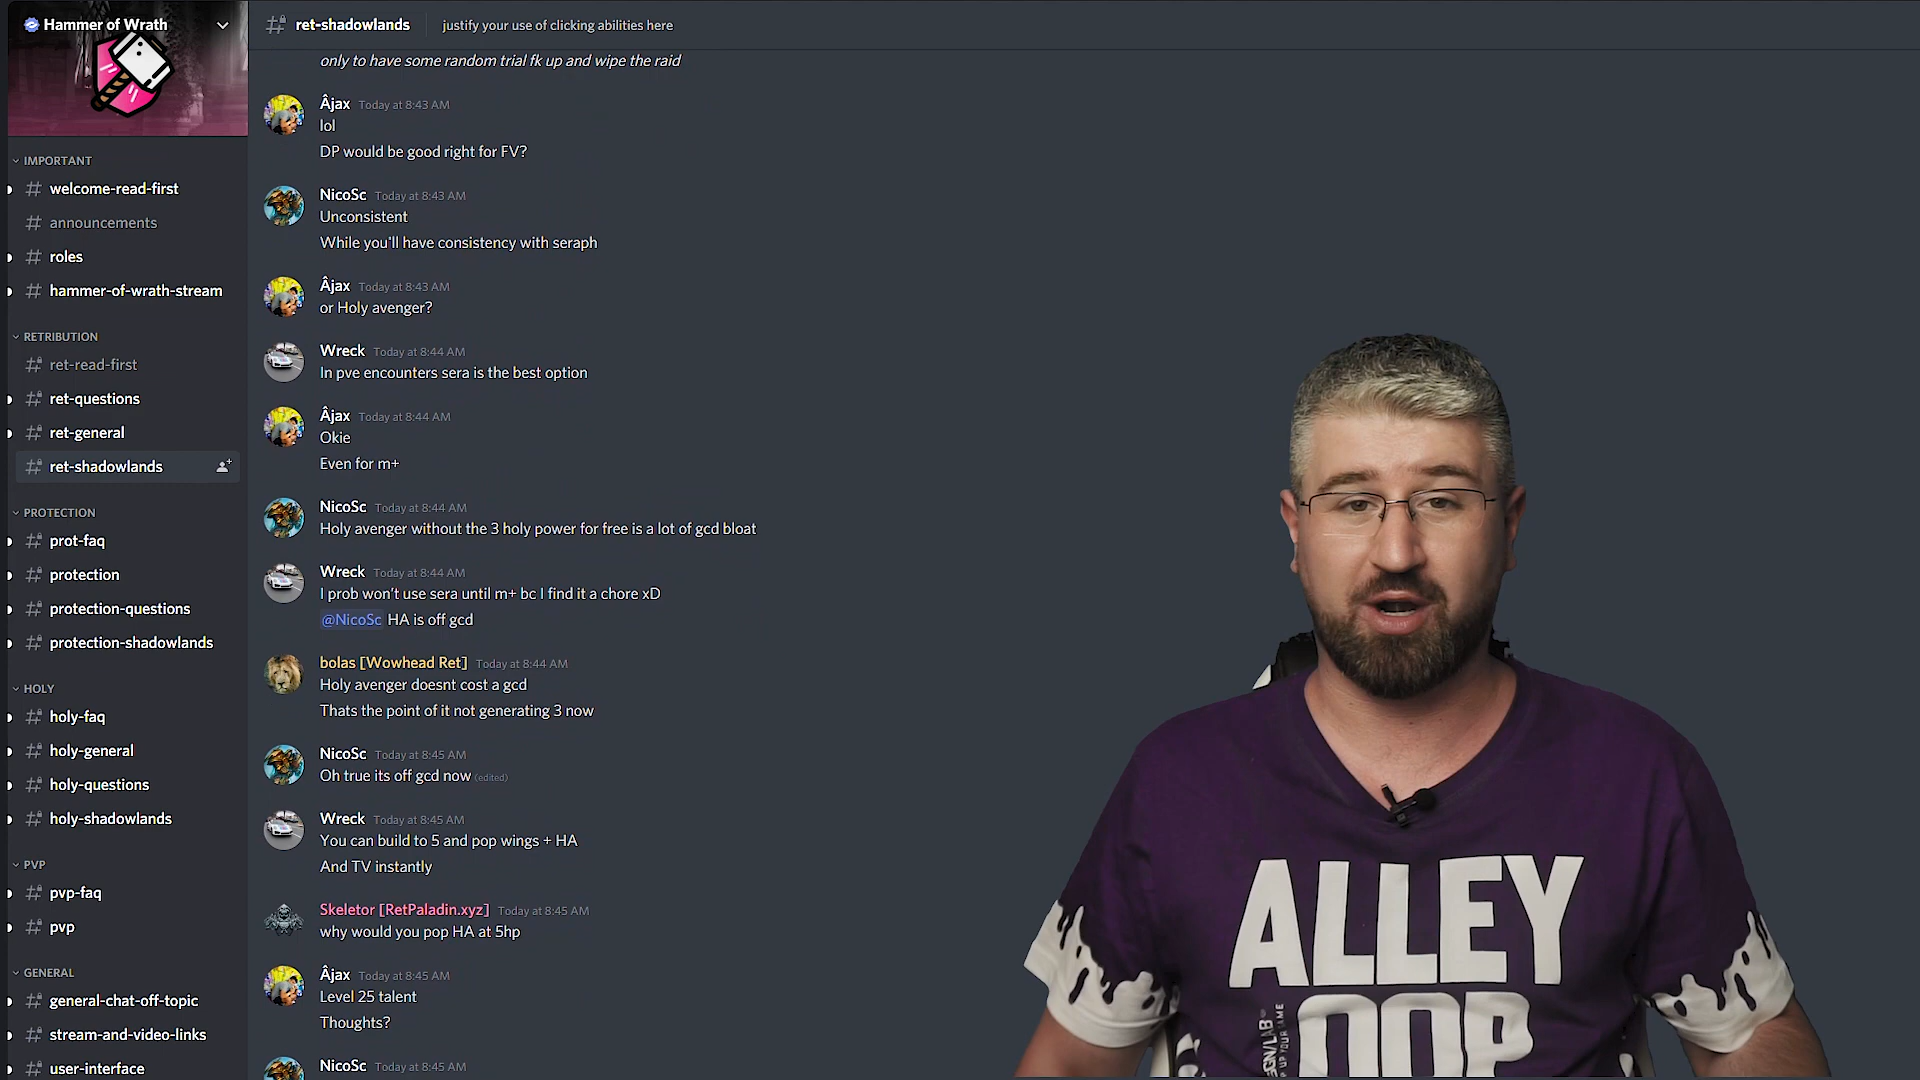 Hammer of Wrath
IMPORTANT
welcome-read-first
announcements
roles
hammer-of-wrath-stream
RETRIBUTION
ret-read-first
ret-questions
ret-general
ret-shadowlands
PROTECTION
prot-faq
protection
protection-questions
protection-shadowlands
HOLY
holy-faq
holy-general
holy-questions
holy-shadowlands
PVP
pvp-faq
pvp
GENERAL
general-chat-off-topic
stream-and-video-links
user-interface
ret-shadowlands justify your use of clicking abilities here
only to have some random trial fk up and wipe the raid
Âjax Today at 8:43 AM
lol
DP would be good right for FV?
NicoSc Today at 8:43 AM
Unconsistent
While you'll have consistency with seraph
Âjax Today at 8:43 AM
or Holy avenger?
Wreck Today at 8:44 AM
In pve encounters sera is the best option
Âjax Today at 8:44 AM
Okie
Even for m+
NicoSc Today at 8:44 AM
Holy avenger without the 3 holy power for free is a lot of gcd bloat
Wreck Today at 8:44 AM
I prob won't use sera until m+ bc I find it a chore xD
@NicoSc HA is off gcd
bolas [Wowhead Ret] Today at 8:44 AM
Holy avenger doesnt cost a gcd
Thats the point of it not generating 3 now
NicoSc Today at 8:45 AM
Oh true its off gcd now (edited)
Wreck Today at 8:45 AM
You can build to 5 and pop wings + HA
And TV instantly
Skeletor [RetPaladin.xyz] Today at 8:45 AM
why would you pop HA at 5hp
Âjax Today at 8:45 AM
Level 25 talent
Thoughts?
NicoSc Today at 8:45 AM
ALLEY
OOP